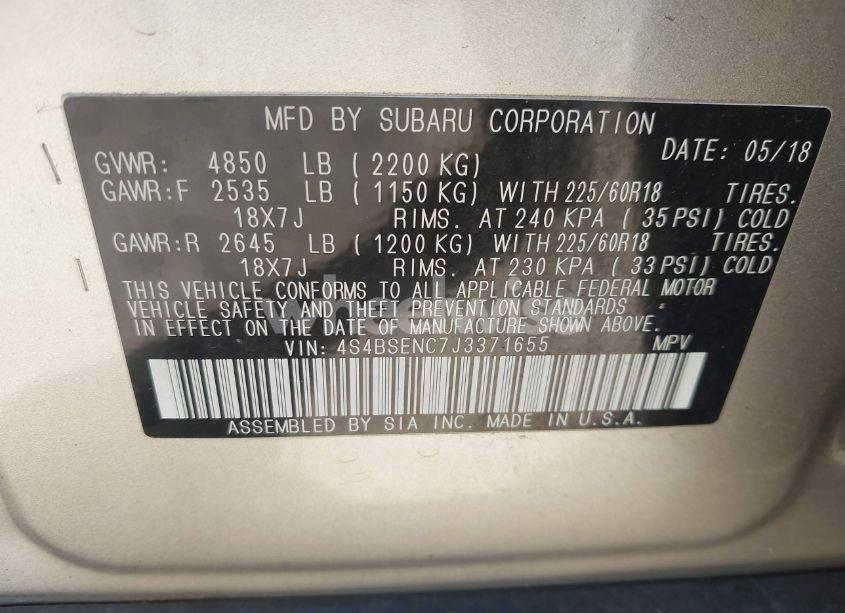 MFD BY SUBARU CORPORATION
DATE: 05/18
GVWR: 4850 LB (2200 KG)
GAWR:F 2535 LB (1150 KG) WITH 225/60R18 TIRES.
18X7J RIMS. AT 240 KPA (35 PSI) COLD
GAWR:R 2645 LB (1200 KG) WITH 225/60R18 TIRES.
18X7J RIMS. AT 230 KPA (33 PSI) COLD
THIS VEHICLE CONFORMS TO ALL APPLICABLE FEDERAL MOTOR
VEHICLE SAFETY AND THEFT PREVENTION STANDARDS
IN EFFECT ON THE DATE OF MANUFACTURE SHOWN ABOVE.
VIN: 4S4BSENC7J3371655 MPV
ASSEMBLED BY SIA INC. MADE IN U.S.A.